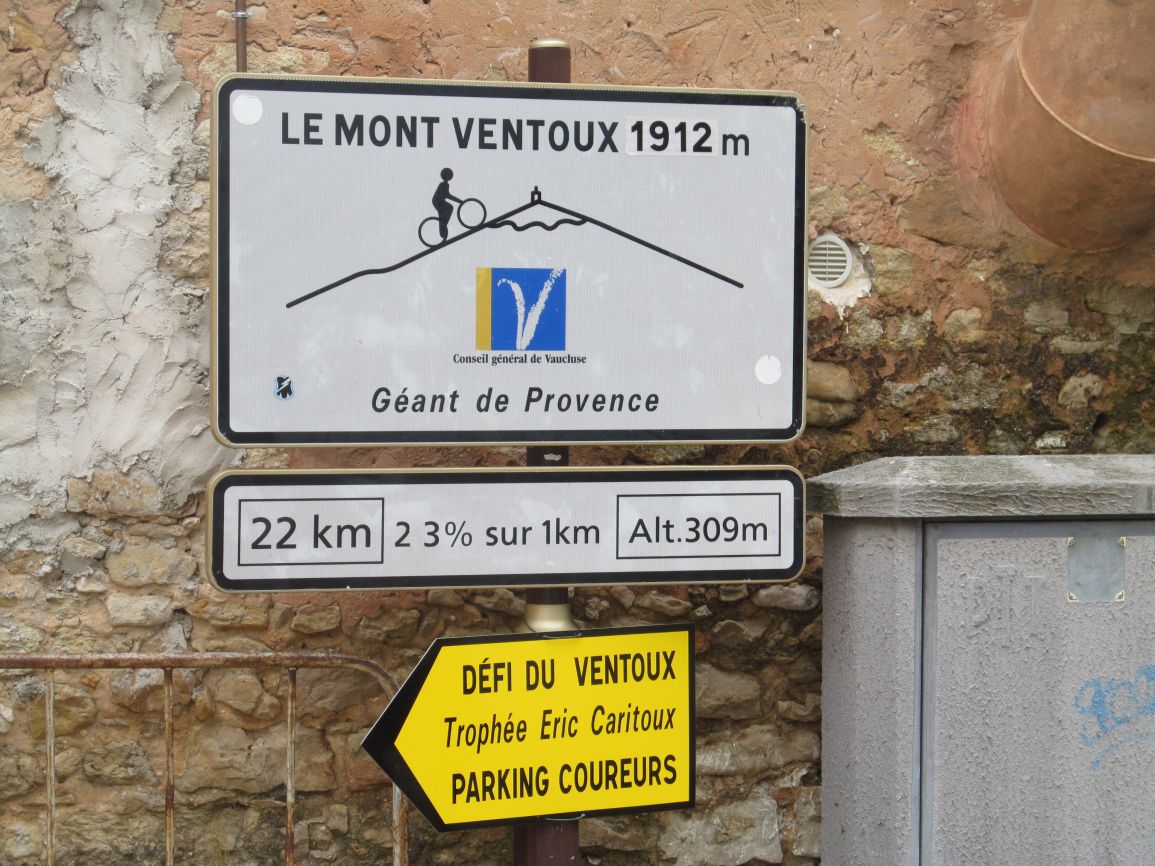 LE MONT VENTOUX 1912 m
Conseil général de Vaucluse
Géant de Provence
22 km 2 3% sur 1km Alt.309m
DÉFI DU VENTOUX
Trophée Eric Caritoux
PARKING COUREURS